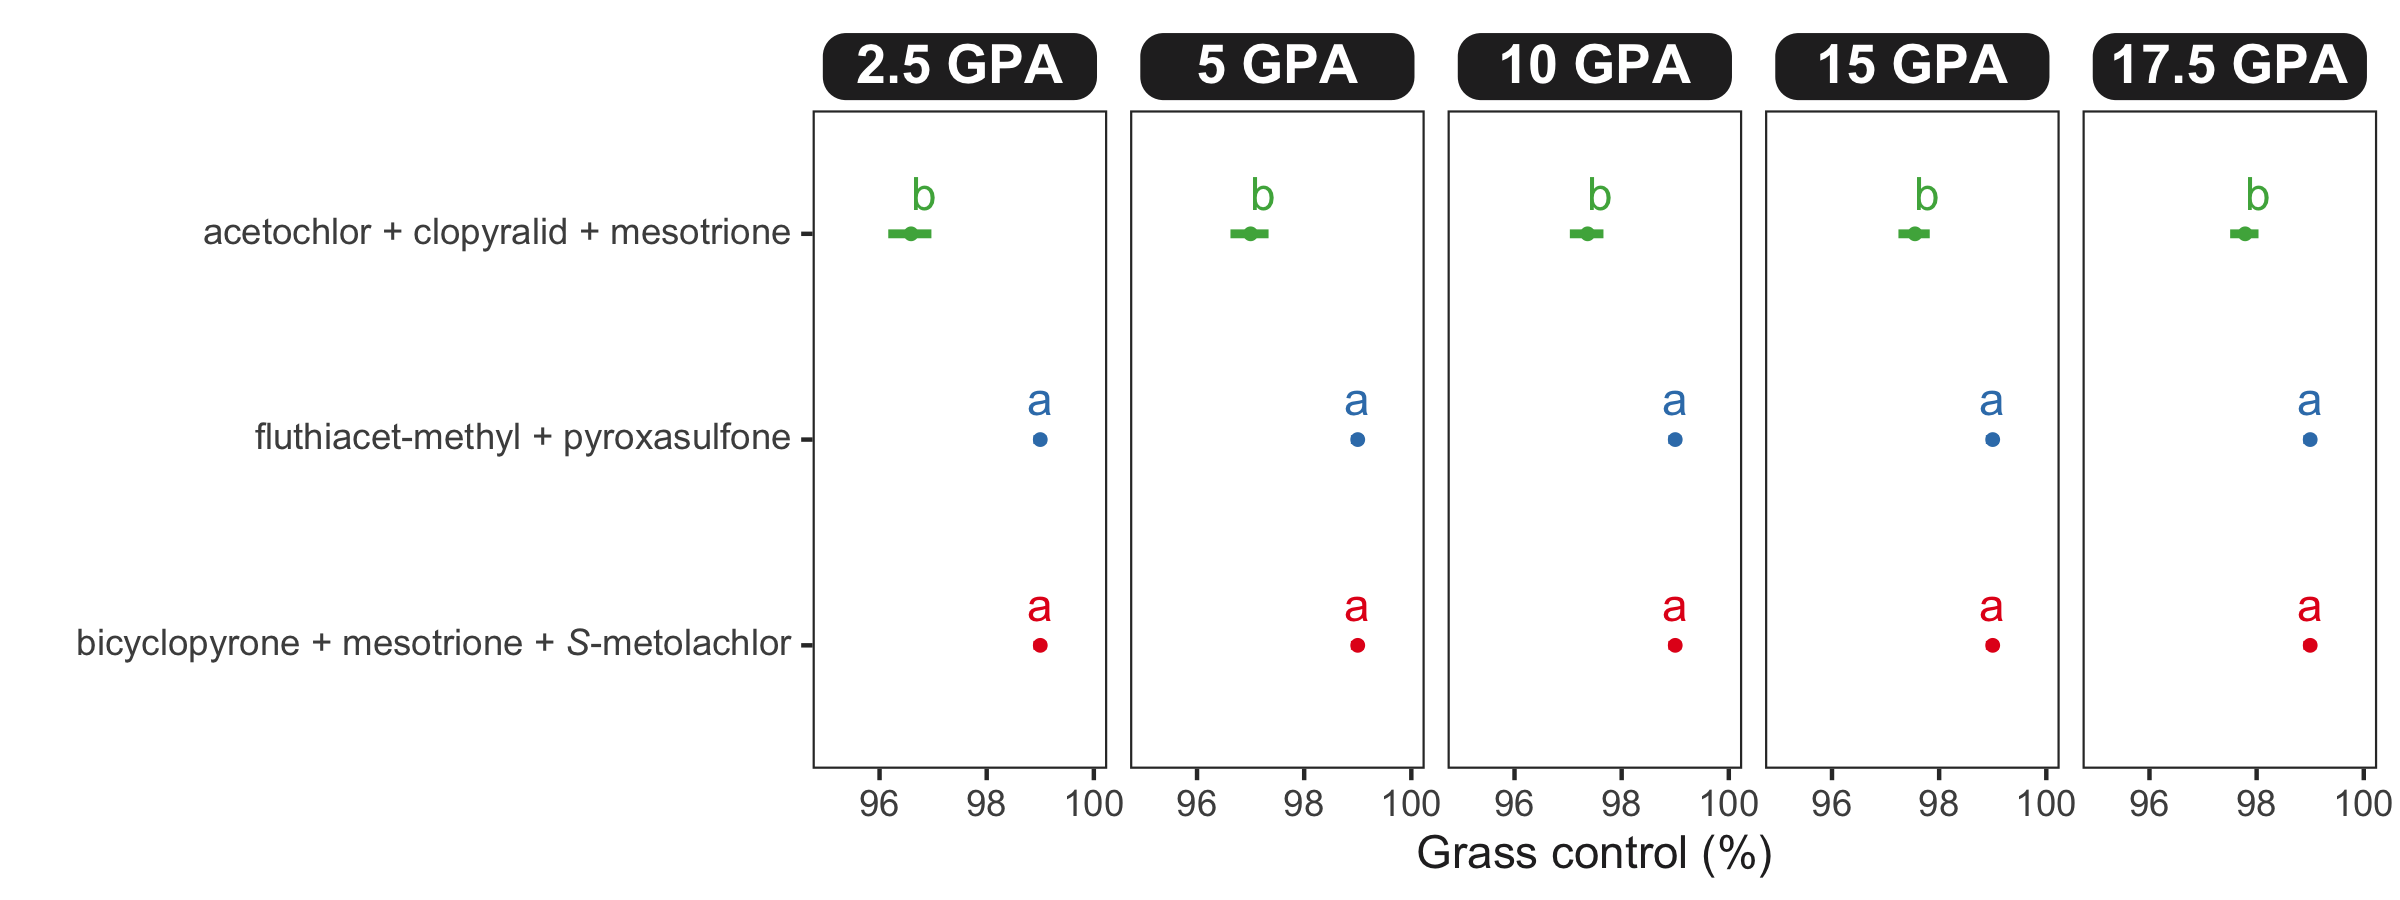 2.5 GPA 5 GPA 10 GPA 15 GPA 17.5 GPA
b b b b b
acetochlor + clopyralid + mesotrione
a a a a a
fluthiacet-methyl + pyroxasulfone
a a a a a
bicyclopyrone + mesotrione + S-metolachlor
96 98 100 96 98 100 96 98 100 96 98 100 96 98 100
Grass control (%)